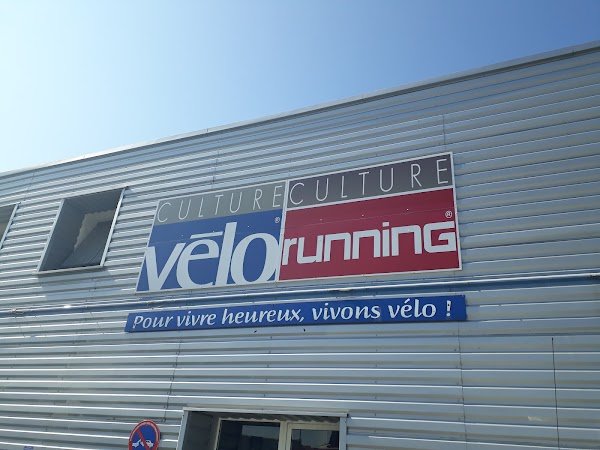 CULTURE
vélo®
CULTURE
running®
Pour vivre heureux, vivons vélo !